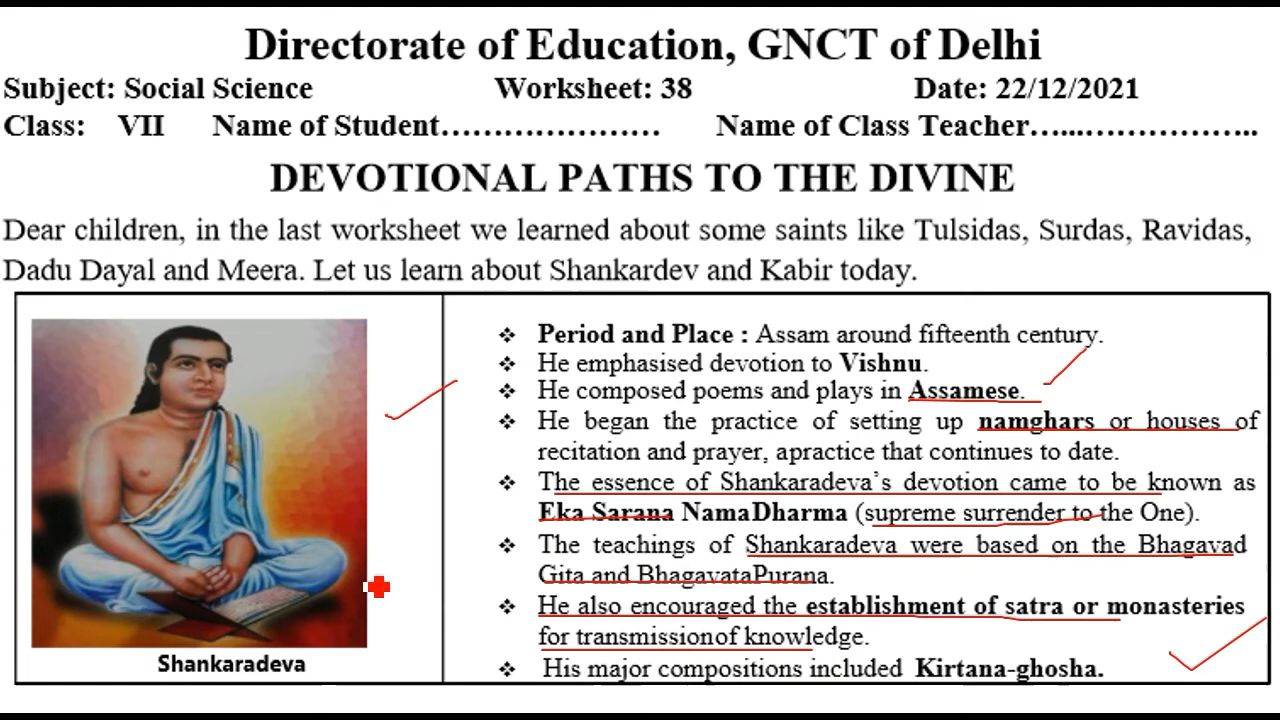 Directorate of Education, GNCT of Delhi
Subject: Social Science Worksheet: 38 Date: 22/12/2021
Class: VII Name of Student………………… Name of Class Teacher…...……………..
DEVOTIONAL PATHS TO THE DIVINE
Dear children, in the last worksheet we learned about some saints like Tulsidas, Surdas, Ravidas,
Dadu Dayal and Meera. Let us learn about Shankardev and Kabir today.
Shankaradeva
❖ Period and Place : Assam around fifteenth century.
❖ He emphasised devotion to Vishnu.
❖ He composed poems and plays in Assamese.
❖ He began the practice of setting up namghars or houses of
recitation and prayer, apractice that continues to date.
❖ The essence of Shankaradeva's devotion came to be known as
Eka Sarana NamaDharma (supreme surrender to the One).
❖ The teachings of Shankaradeva were based on the Bhagavad
Gita and BhagavataPurana.
❖ He also encouraged the establishment of satra or monasteries
for transmissionof knowledge.
❖ His major compositions included Kirtana-ghosha.